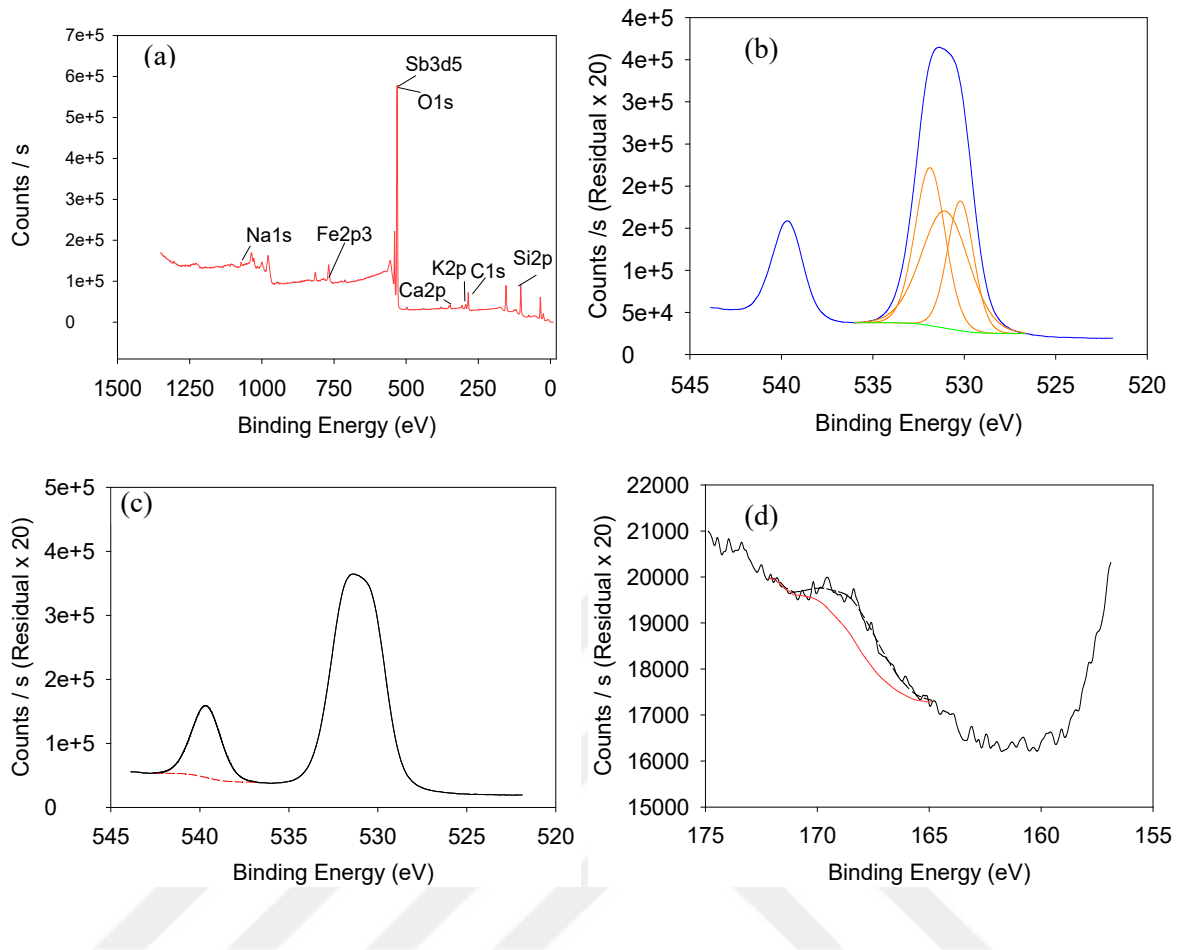 (a)
7e+5
6e+5
5e+5
4e+5
3e+5
2e+5
1e+5
0
Counts / s
Sb3d5
O1s
Na1s
Fe2p3
Ca2p
K2p
C1s
Si2p
1500 1250 1000 750 500 250 0
Binding Energy (eV)
(b)
4e+5
4e+5
3e+5
3e+5
2e+5
2e+5
1e+5
5e+4
0
Counts /s (Residual x 20)
545 540 535 530 525 520
Binding Energy (eV)
(c)
5e+5
4e+5
3e+5
2e+5
1e+5
0
Counts / s (Residual x 20)
545 540 535 530 525 520
Binding Energy (eV)
(d)
22000
21000
20000
19000
18000
17000
16000
15000
Counts / s (Residual x 20)
175 170 165 160 155
Binding Energy (eV)